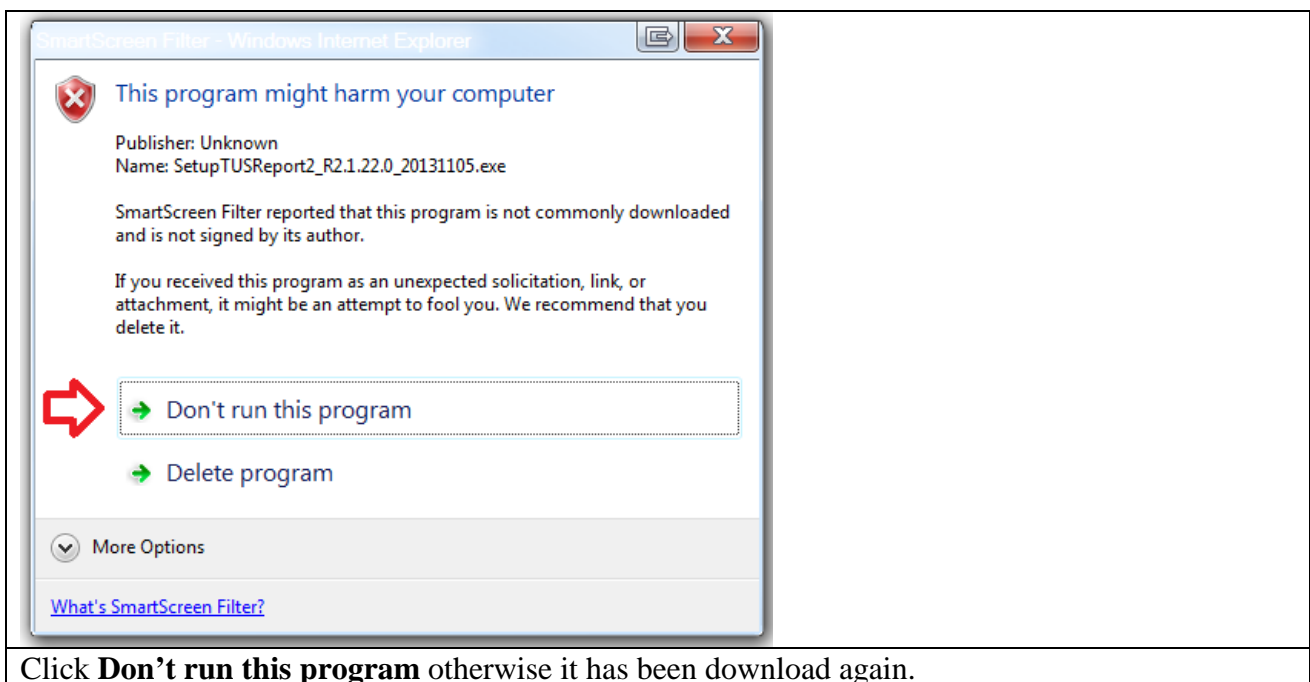 SmartScreen Filter - Windows Internet Explorer
This program might harm your computer
Publisher: Unknown
Name: SetupTUSReport2_R2.1.22.0_20131105.exe
SmartScreen Filter reported that this program is not commonly downloaded
and is not signed by its author.
If you received this program as an unexpected solicitation, link, or
attachment, it might be an attempt to fool you. We recommend that you
delete it.
Don't run this program
Delete program
More Options
What's SmartScreen Filter?
Click Don’t run this program otherwise it has been download again.